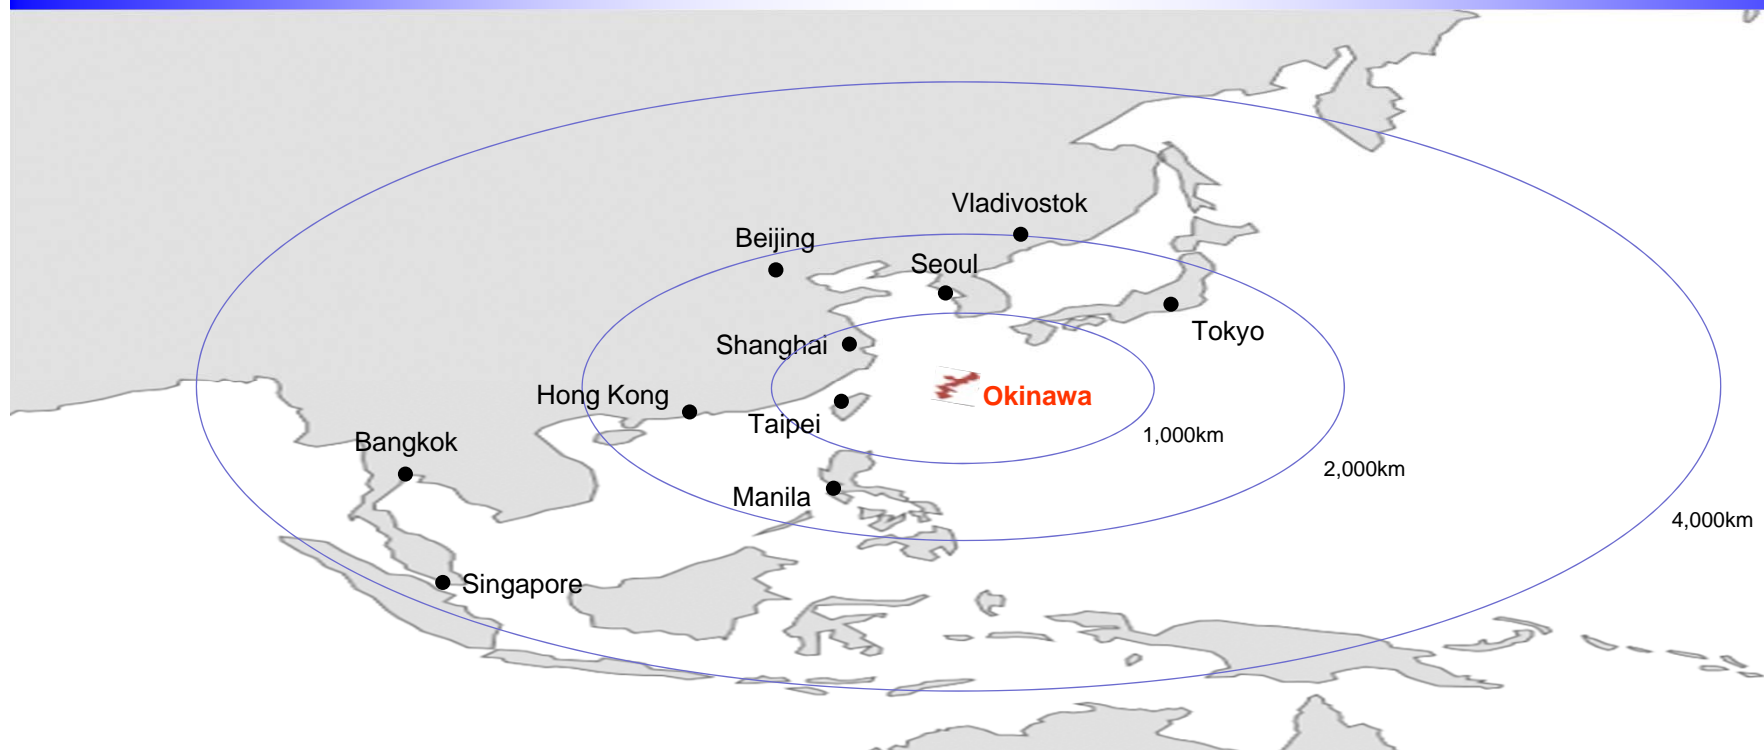 Vladivostok
Beijing
Seoul
Tokyo
Shanghai
Okinawa
Hong Kong
Taipei
1,000km
Bangkok
2,000km
Manila
4,000km
Singapore